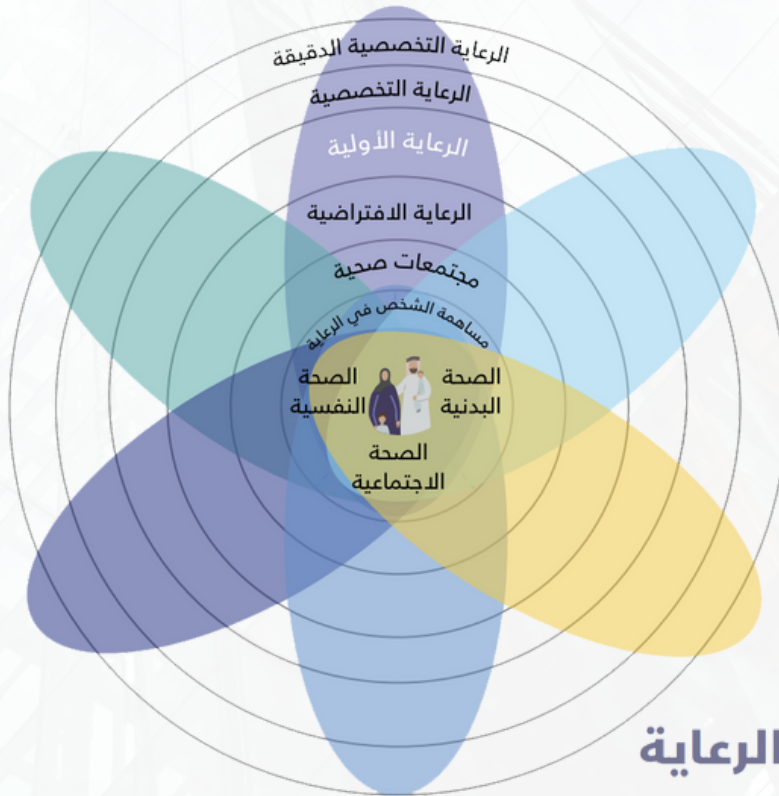 الرعاية التخصصية الدقيقة
الرعاية التخصصية
الرعاية الأولية
الرعاية الافتراضية
مجتمعات صحية
مساهمة الشخص في الرعاية
الصحة
البدنية
الصحة
النفسية
الصحة
الاجتماعية
الرعاية